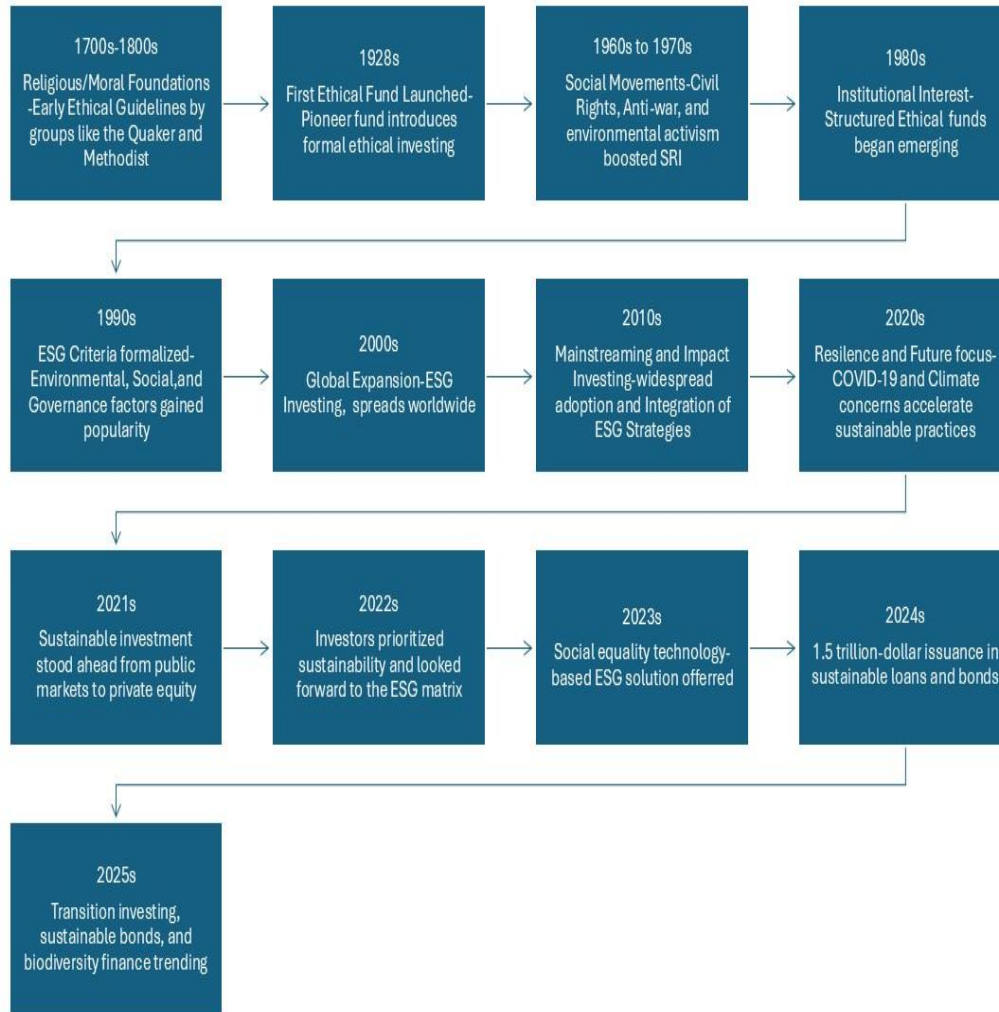 1700s-1800s
Religious/Moral Foundations
-Early Ethical Guidelines by
groups like the Quaker and
Methodist
1928s
First Ethical Fund Launched-
Pioneer fund introduces
formal ethical investing
1960s to 1970s
Social Movements-Civil
Rights, Anti-war, and
environmental activism
boosted SRI
1980s
Institutional Interest-
Structured Ethical funds
began emerging
1990s
ESG Criteria formalized-
Environmental, Social,and
Governance factors gained
popularity
2000s
Global Expansion-ESG
Investing, spreads worldwide
2010s
Mainstreaming and Impact
Investing-widespread
adoption and Integration of
ESG Strategies
2020s
Resilence and Future focus-
COVID-19 and Climate
concerns accelerate
sustainable practices
2021s
Sustainable investment
stood ahead from public
markets to private equity
2022s
Investors prioritized
sustainability and looked
forward to the ESG matrix
2023s
Social equality technology-
based ESG solution offerred
2024s
1.5 trillion-dollar issuance in
sustainable loans and bonds
2025s
Transition investing,
sustainable bonds, and
biodiversity finance trending